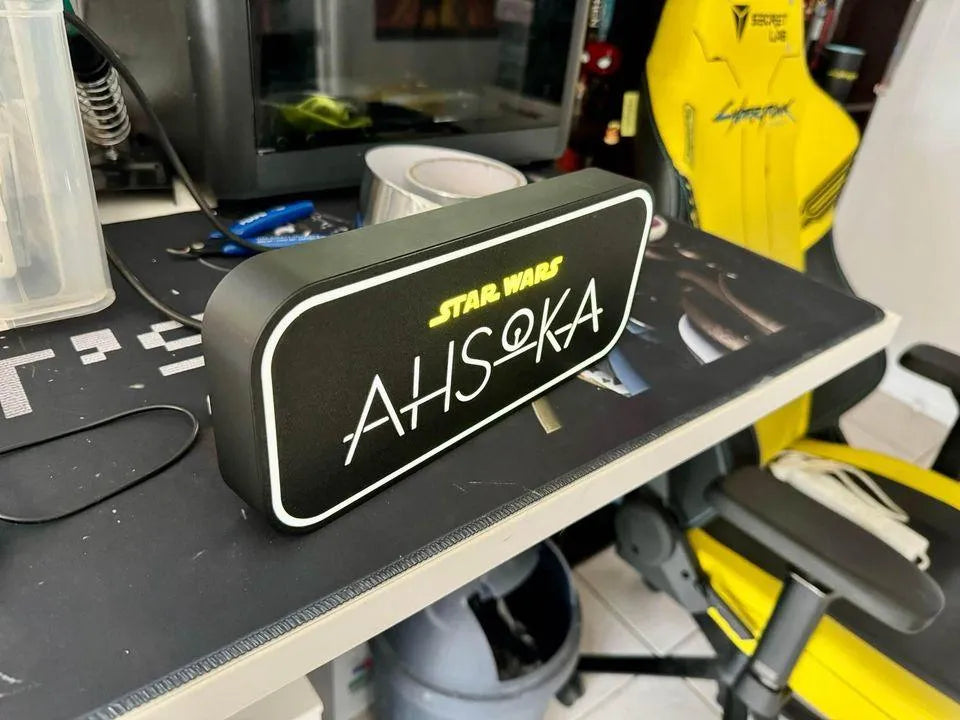 STAR WARS
AHSOKA
SECRET
LAB
CYBERPUNK